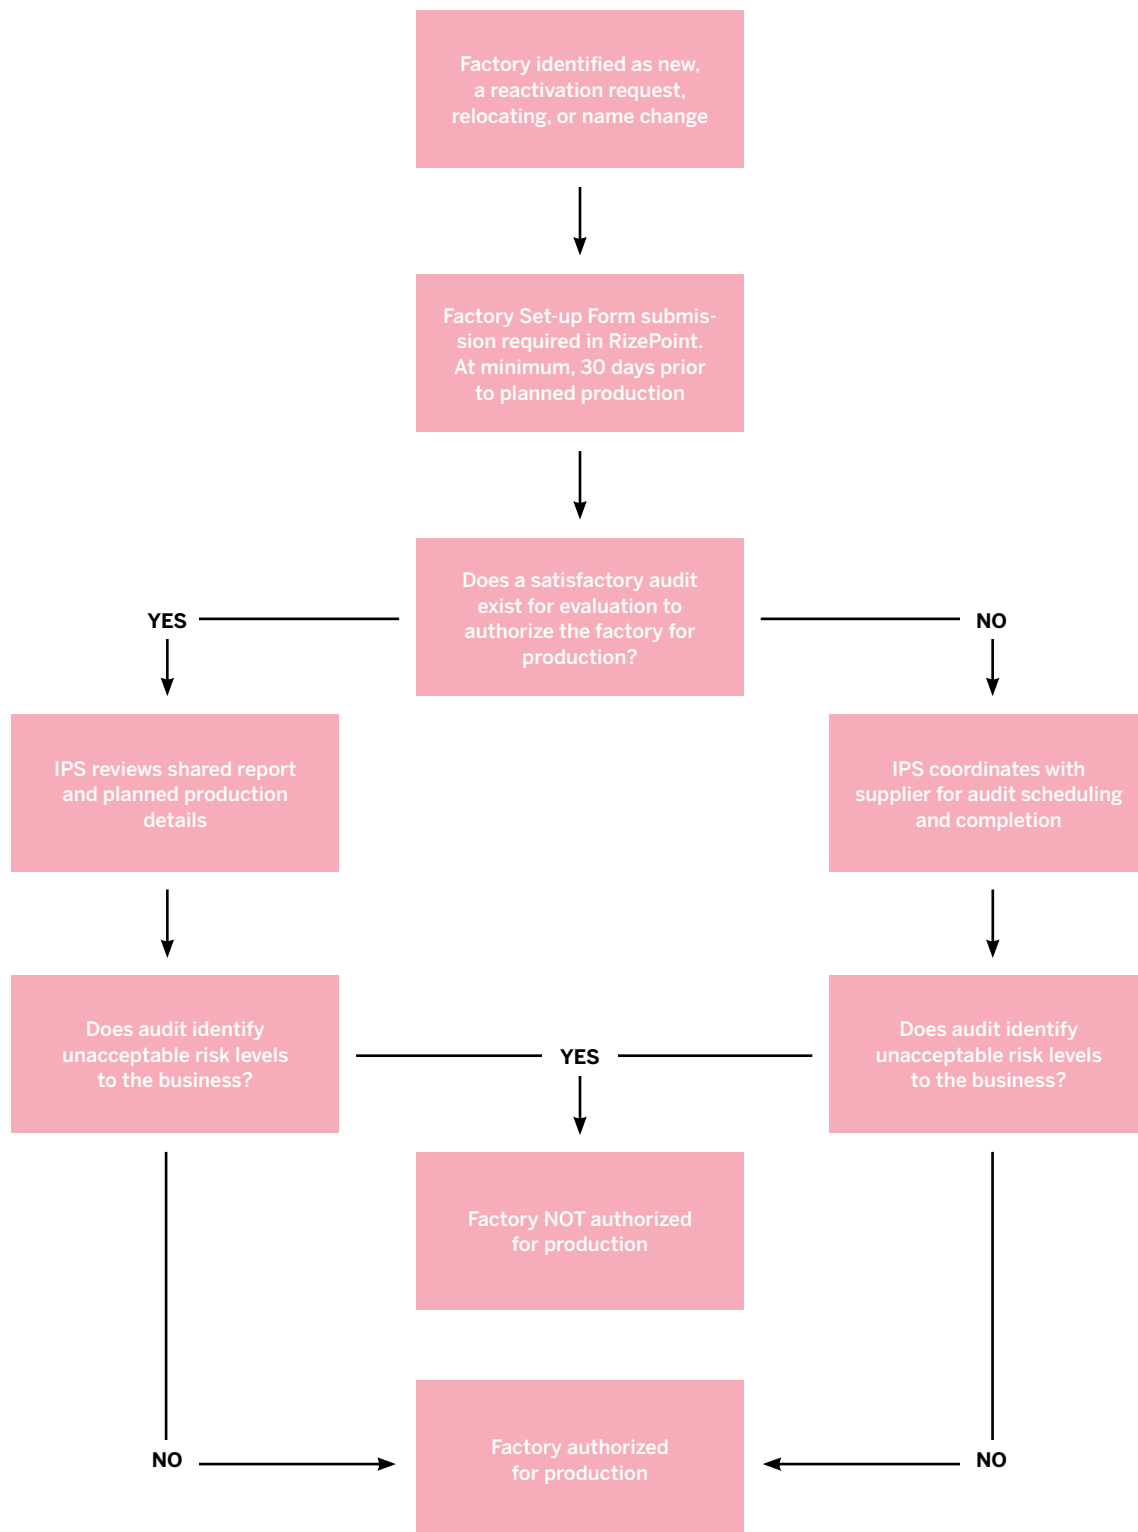 Factory identified as new,
a reactivation request,
relocating, or name change
Factory Set-up Form submis-
sion required in RizePoint.
At minimum, 30 days prior
to planned production
Does a satisfactory audit
exist for evaluation to
authorize the factory for
production?
YES
NO
IPS reviews shared report
and planned production
details
IPS coordinates with
supplier for audit scheduling
and completion
Does audit identify
unacceptable risk levels
to the business?
YES
Does audit identify
unacceptable risk levels
to the business?
Factory NOT authorized
for production
NO
Factory authorized
for production
NO